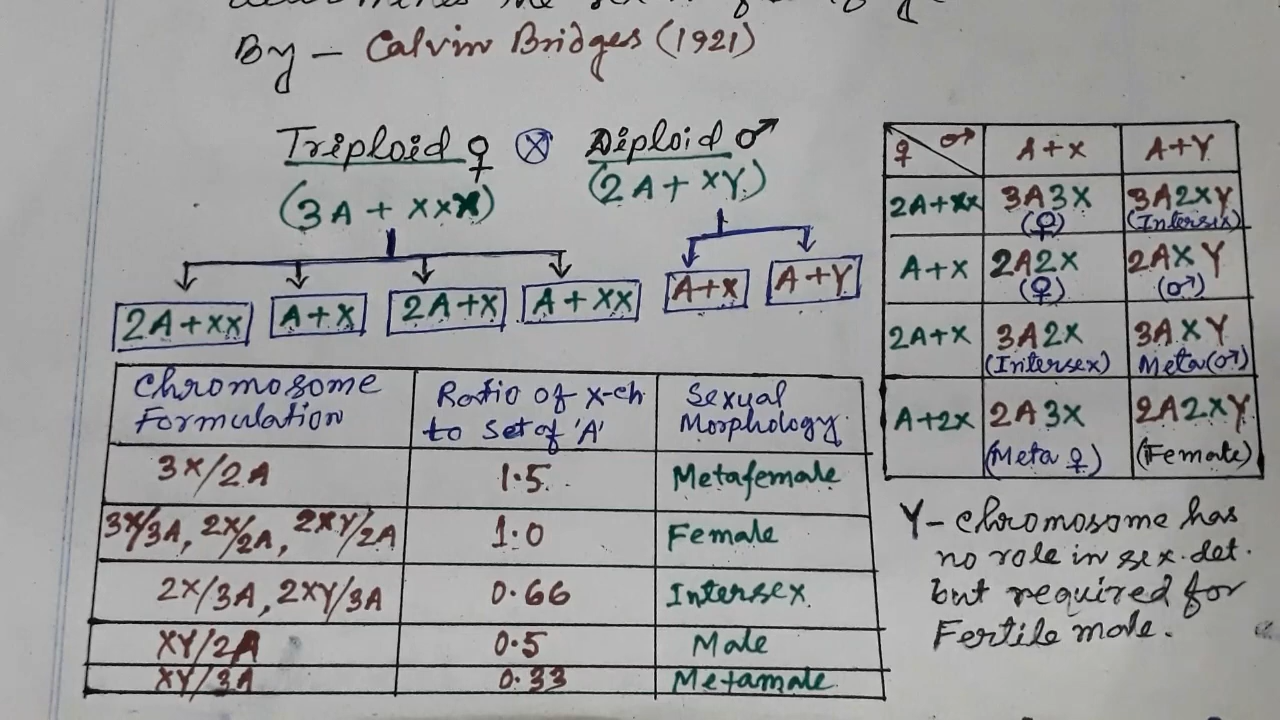 determines the sex
By – Calvin Bridges (1921)
Triploid ♀ ⊗ Diploid ♂
(3A + XXX) (2A + XY)
2A+XX A+X 2A+X A+XX A+X A+Y
Chromosome Formulation Ratio of X-ch to Set of 'A' Sexual Morphology
3X/2A 1.5 Metafemale
3X/3A, 2X/2A, 2XY/2A 1.0 Female
2X/3A, 2XY/3A 0.66 Intersex
XY/2A 0.5 Male
XY/3A 0.33 Metamale
♀ ♂ A+X A+Y
2A+XX 3A3X (♀) 3A2XY (Intersex)
A+X 2A2X (♀) 2AXY (♂)
2A+X 3A2X (Intersex) 3AXY Meta(♂)
A+2X 2A3X (Meta ♀) 2A2XY (Female)
Y- chromosome has
no role in sex.det.
but required for
Fertile male.